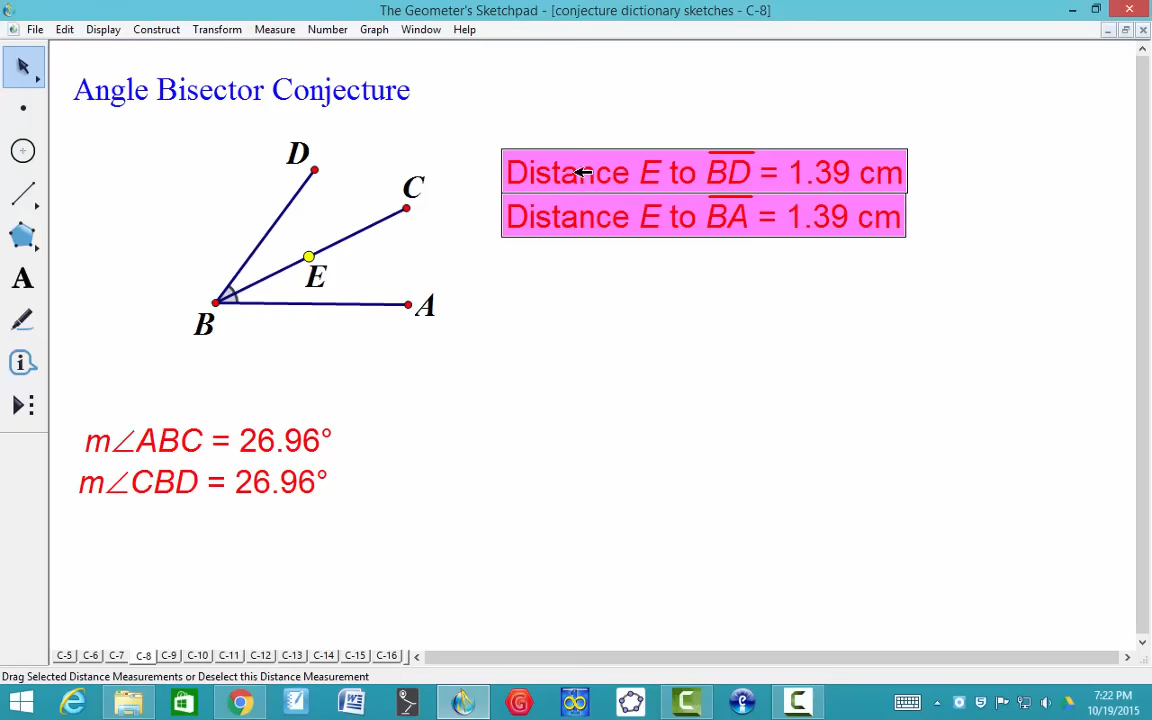 The Geometer's Sketchpad - [conjecture dictionary sketches - C-8]
File Edit Display Construct Transform Measure Number Graph Window Help
Angle Bisector Conjecture
D
C
E
B
A
Distance E to BD = 1.39 cm
Distance E to BA = 1.39 cm
m∠ABC = 26.96°
m∠CBD = 26.96°
A
C-5 C-6 C-7 C-8 C-9 C-10 C-11 C-12 C-13 C-14 C-15 C-16
Drag Selected Distance Measurements or Deselect this Distance Measurement
7:22 PM
10/19/2015